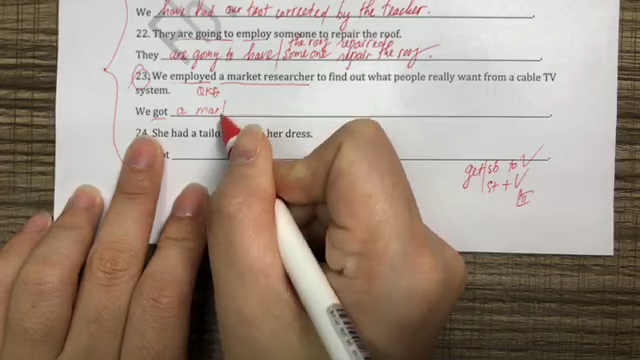 We have had our test corrected by the teacher.
22. They are going to employ someone to repair the roof.
the roof repaired
They are going to have someone repair the roof.
23. We employed a market researcher to find out what people really want from a cable TV
system. QKĐ
We got a mar
24. She had a tailo her dress.
get sb to V
st + V
III